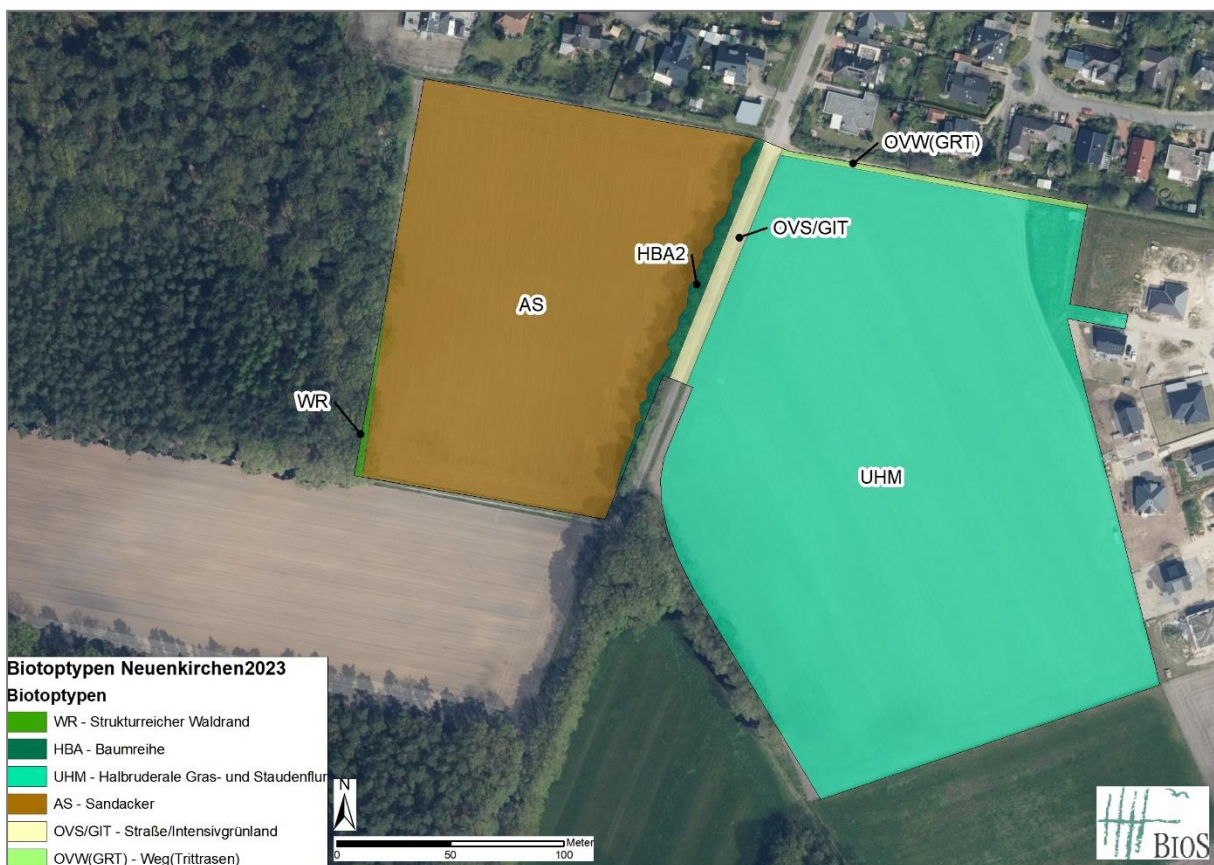 OVW(GRT)
OVS/GIT
HBA2
AS
WR
UHM
Biotoptypen Neuenkirchen2023
Biotoptypen
WR - Strukturreicher Waldrand
HBA - Baumreihe
UHM - Halbruderale Gras- und Staudenflur
AS - Sandacker
OVS/GIT - Straße/Intensivgrünland
OVW(GRT) - Weg(Trittrasen)
N
Meter
0 50 100
BIOS